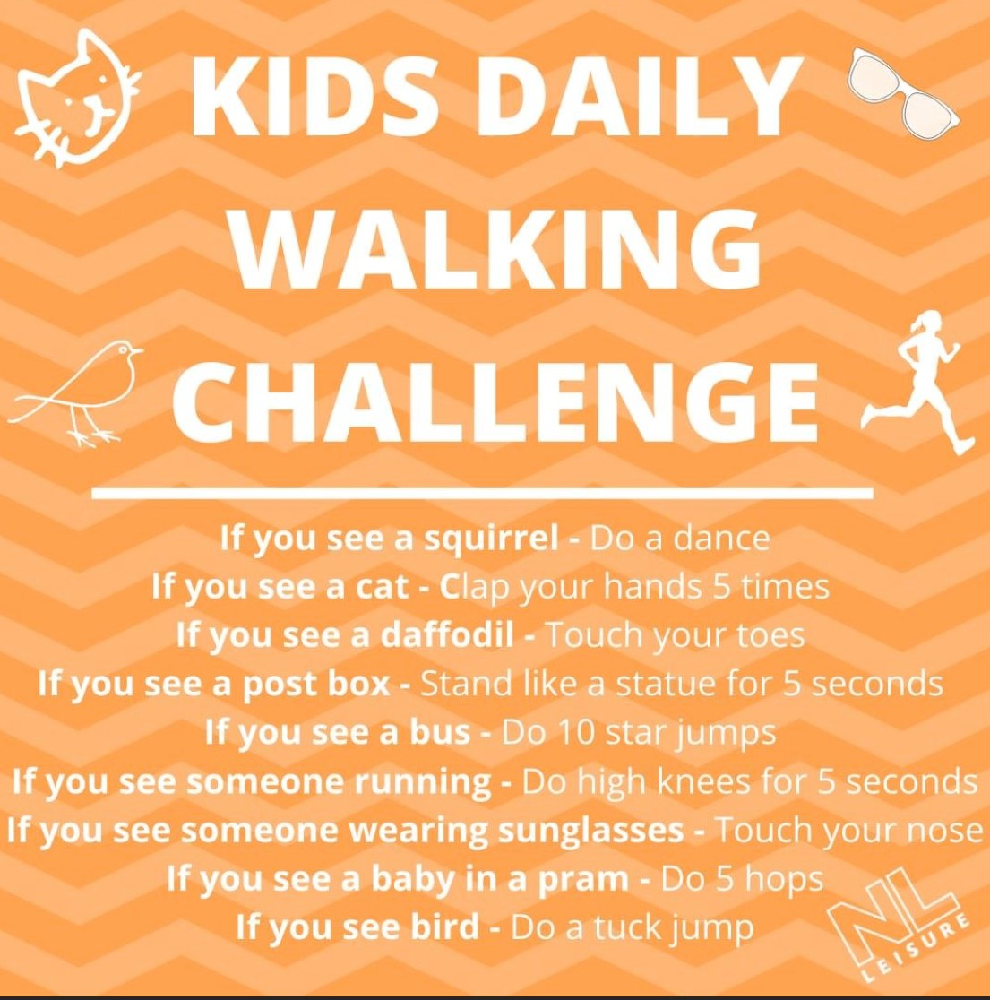 KIDS DAILY
WALKING
CHALLENGE
If you see a squirrel - Do a dance
If you see a cat - Clap your hands 5 times
If you see a daffodil - Touch your toes
If you see a post box - Stand like a statue for 5 seconds
If you see a bus - Do 10 star jumps
If you see someone running - Do high knees for 5 seconds
If you see someone wearing sunglasses - Touch your nose
If you see a baby in a pram - Do 5 hops
If you see bird - Do a tuck jump
NL
LEISURE